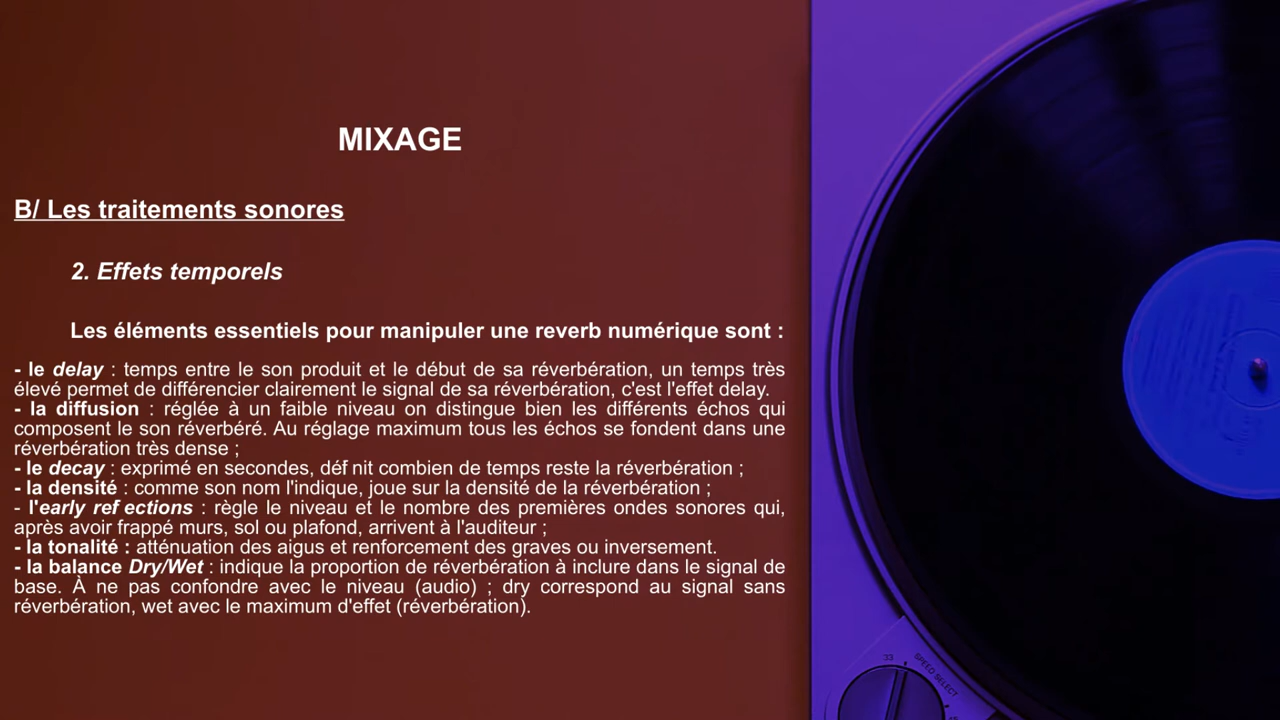 MIXAGE
B/ Les traitements sonores
2. Effets temporels
Les éléments essentiels pour manipuler une reverb numérique sont :
- le delay : temps entre le son produit et le début de sa réverbération, un temps très
élevé permet de différencier clairement le signal de sa réverbération, c'est l'effet delay.
- la diffusion : réglée à un faible niveau on distingue bien les différents échos qui
composent le son réverbéré. Au réglage maximum tous les échos se fondent dans une
réverbération très dense ;
- le decay : exprimé en secondes, déf nit combien de temps reste la réverbération ;
- la densité : comme son nom l'indique, joue sur la densité de la réverbération ;
- l'early ref ections : règle le niveau et le nombre des premières ondes sonores qui,
après avoir frappé murs, sol ou plafond, arrivent à l'auditeur ;
- la tonalité : atténuation des aigus et renforcement des graves ou inversement.
- la balance Dry/Wet : indique la proportion de réverbération à inclure dans le signal de
base. À ne pas confondre avec le niveau (audio) ; dry correspond au signal sans
réverbération, wet avec le maximum d'effet (réverbération).
33
SPEED SELECT